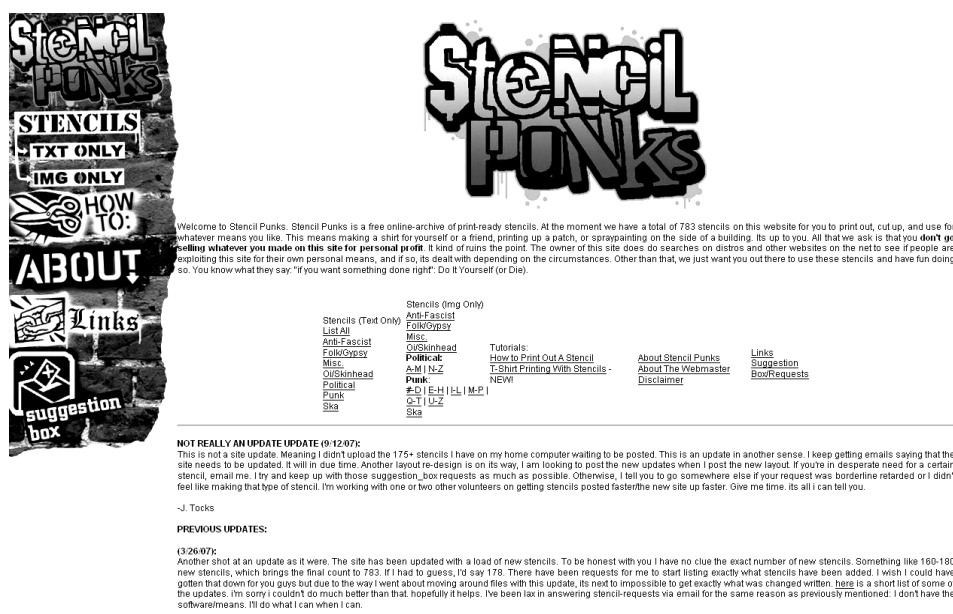 Stencil
Punks
STENCILS
TXT ONLY
IMG ONLY
HOW
TO:
ABOUT
Links
suggestion
box
Stencil
Punks
Welcome to Stencil Punks. Stencil Punks is a free online-archive of print-ready stencils. At the moment we have a total of 783 stencils on this website for you to print out, cut up, and use for
whatever means you like. This means making a shirt for yourself or a friend, printing up a patch, or spraypainting on the side of a building. Its up to you. All that we ask is that you don't go
selling whatever you made on this site for personal profit. It kind of ruins the point. The owner of this site does do searches on distros and other websites on the net to see if people are
exploiting this site for their own personal means, and if so, its dealt with depending on the circumstances. Other than that, we just want you out there to use these stencils and have fun doing
so. You know what they say: "if you want something done right": Do It Yourself (or Die).
Stencils (Text Only)
List All
Anti-Fascist
Folk/Gypsy
Misc.
Oi/Skinhead
Political
Punk
Ska
Stencils (Img Only)
Anti-Fascist
Folk/Gypsy
Misc.
Oi/Skinhead
Political:
A-M | N-Z
Punk:
#-D | E-H | I-L | M-P |
Q-T | U-Z
Ska
Tutorials:
How to Print Out A Stencil
T-Shirt Printing With Stencils -
NEW!
About Stencil Punks
About The Webmaster
Disclaimer
Links
Suggestion
Box/Requests
NOT REALLY AN UPDATE UPDATE (9/12/07):
This is not a site update. Meaning I didn't upload the 175+ stencils I have on my home computer waiting to be posted. This is an update in another sense. I keep getting emails saying that the
site needs to be updated. It will in due time. Another layout re-design is on its way, I am looking to post the new updates when I post the new layout. If you're in desperate need for a certain
stencil, email me. I try and keep up with those suggestion_box requests as much as possible. Otherwise, I tell you to go somewhere else if your request was borderline retarded or I didn'
feel like making that type of stencil. I'm working with one or two other volunteers on getting stencils posted faster/the new site up faster. Give me time. its all i can tell you.
-J. Tocks
PREVIOUS UPDATES:
(3/26/07):
Another shot at an update as it were. The site has been updated with a load of new stencils. To be honest with you I have no clue the exact number of new stencils. Something like 160-180
new stencils, which brings the final count to 783. If I had to guess, I'd say 178. There have been requests for me to start listing exactly what stencils have been added. I wish I could have
gotten that down for you guys but due to the way I went about moving around files with this update, its next to impossible to get exactly what was changed written. here is a short list of some of
the updates. i'm sorry i couldn't do much better than that. hopefully it helps. I've been lax in answering stencil-requests via email for the same reason as previously mentioned: I don't have the
software/means. I'll do what I can when I can.